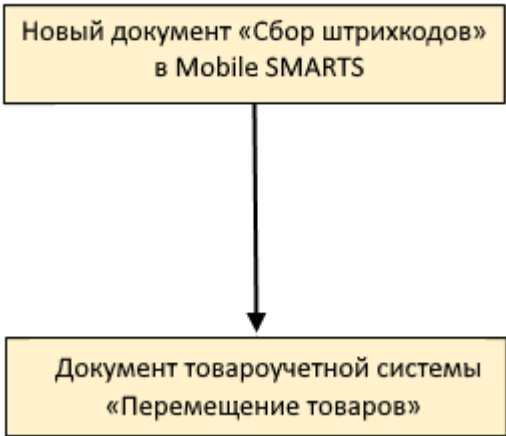 Новый документ «Сбор штрихкодов»
в Mobile SMARTS
Документ товароучетной системы
«Перемещение товаров»